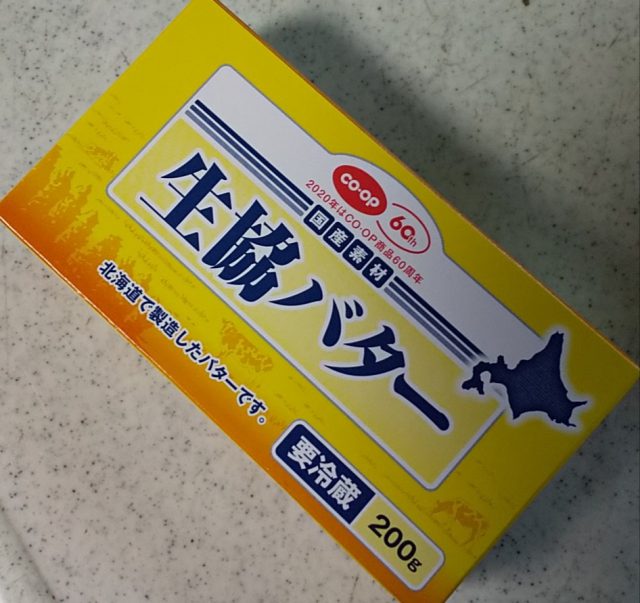 CO·OP
60th
2020年はCO·OP商品60周年
国産素材
生協バター
北海道で製造したバターです。
要冷蔵
200g